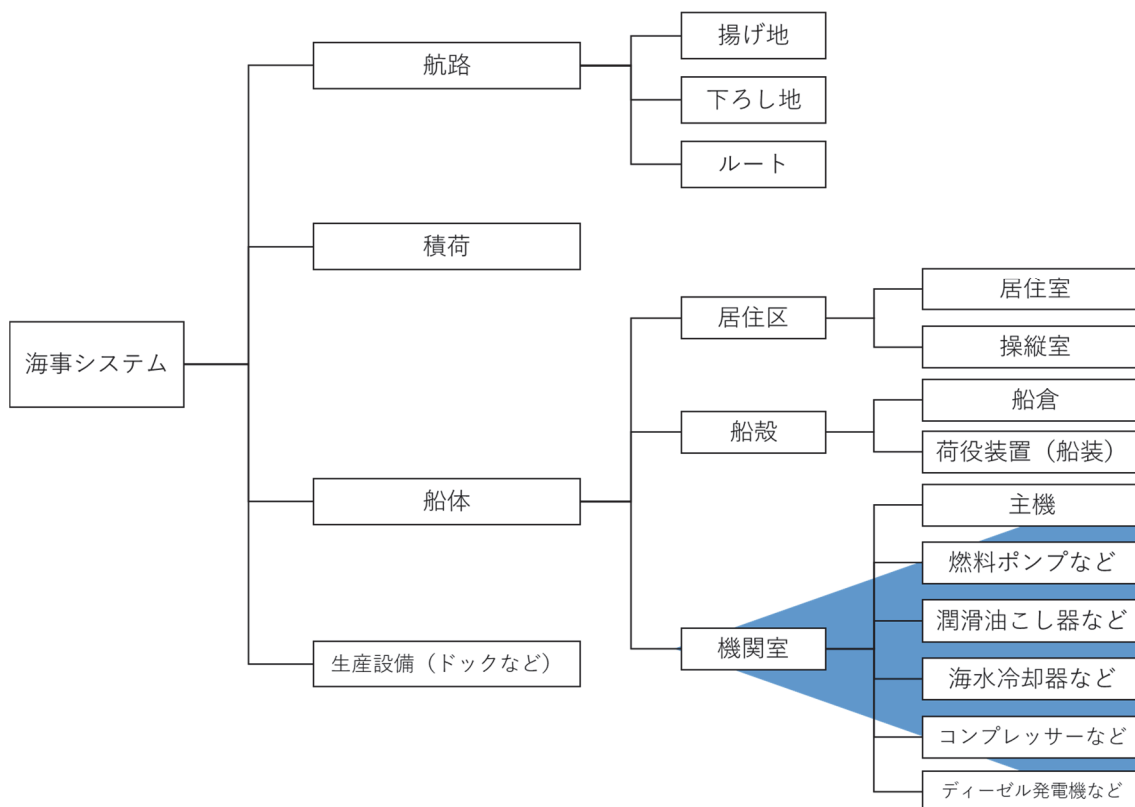 海事システム
航路
揚げ地
下ろし地
ルート
積荷
船体
居住区
居住室
操縦室
船殻
船倉
荷役装置（船装）
機関室
主機
燃料ポンプなど
潤滑油こし器など
海水冷却器など
コンプレッサーなど
ディーゼル発電機など
生産設備（ドックなど）